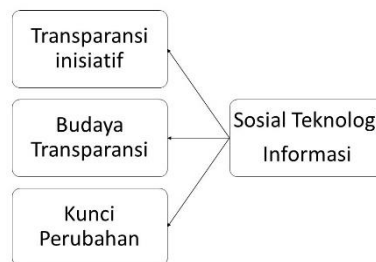 Transparansi
inisiatif
Budaya
Transparansi
Sosial Teknolog
Informasi
Kunci
Perubahan